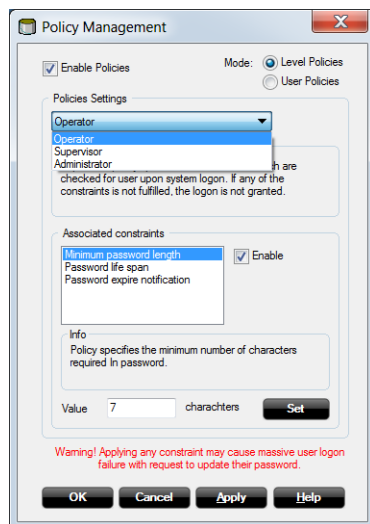 Policy Management
Enable Policies
Mode:
Level Policies
User Policies
Policies Settings
Operator
Operator
Supervisor
Administrator
ch are
checked for user upon system logon. If any of the
constraints is not fulfilled, the logon is not granted.
Associated constraints
Minimum password length
Password life span
Password expire notification
Enable
Info
Policy specifies the minimum number of characters
required In password.
Value
7
charachters
Set
Warning! Applying any constraint may cause massive user logon
failure with request to update their password.
OK
Cancel
Apply
Help